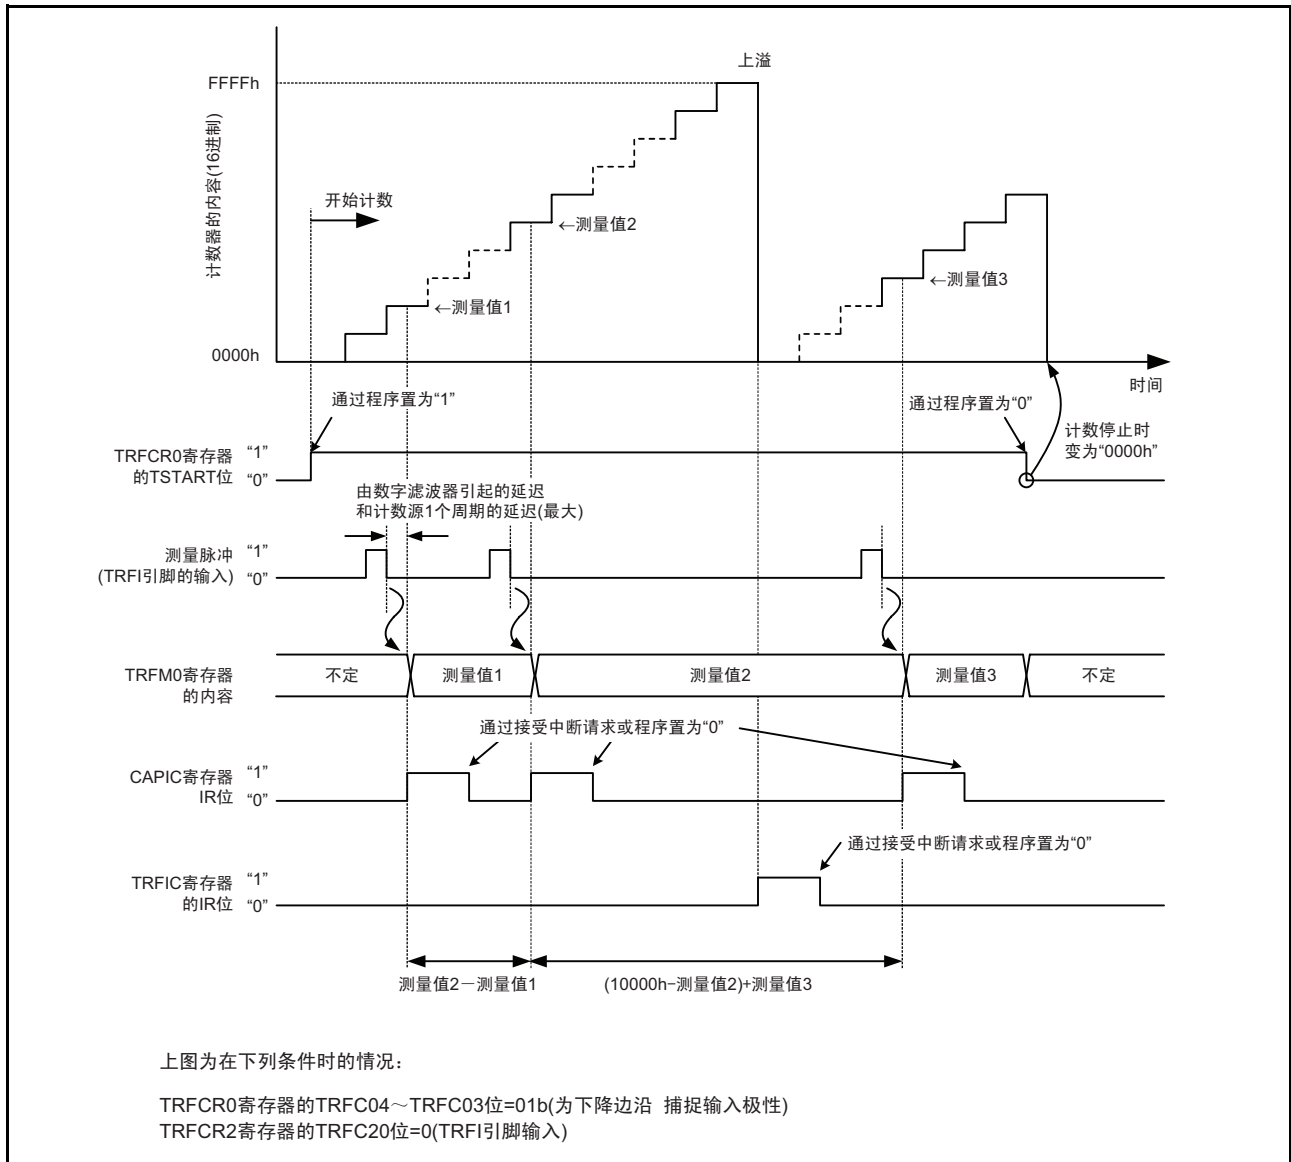 上溢
FFFFh
计数器的内容(16进制)
开始计数
←测量值2
←测量值3
←测量值1
0000h
时间
通过程序置为“1”
通过程序置为“0”
计数停止时
变为“0000h”
TRFCR0寄存器 “1”
的TSTART位 “0”
由数字滤波器引起的延迟
和计数源1个周期的延迟(最大)
测量脉冲 “1”
(TRFI引脚的输入) “0”
TRFM0寄存器
的内容
不定 测量值1 测量值2 测量值3 不定
通过接受中断请求或程序置为“0”
CAPIC寄存器 “1”
IR位 “0”
通过接受中断请求或程序置为“0”
TRFIC寄存器 “1”
的IR位 “0”
测量值2－测量值1 (10000h−测量值2)+测量值3
上图为在下列条件时的情况：
TRFCR0寄存器的TRFC04～TRFC03位=01b(为下降边沿 捕捉输入极性)
TRFCR2寄存器的TRFC20位=0(TRFI引脚输入)